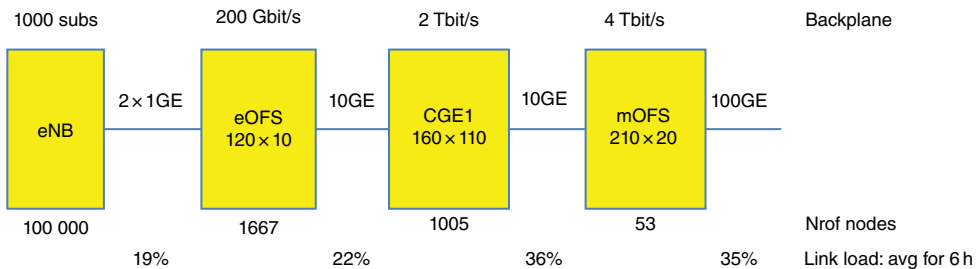 1000 subs 200 Gbit/s 2 Tbit/s 4 Tbit/s Backplane
2 × 1GE 10GE 10GE 100GE
eNB
eOFS
120 × 10
CGE1
160 × 110
mOFS
210 × 20
100 000 1667 1005 53 Nrof nodes
19% 22% 36% 35% Link load: avg for 6 h